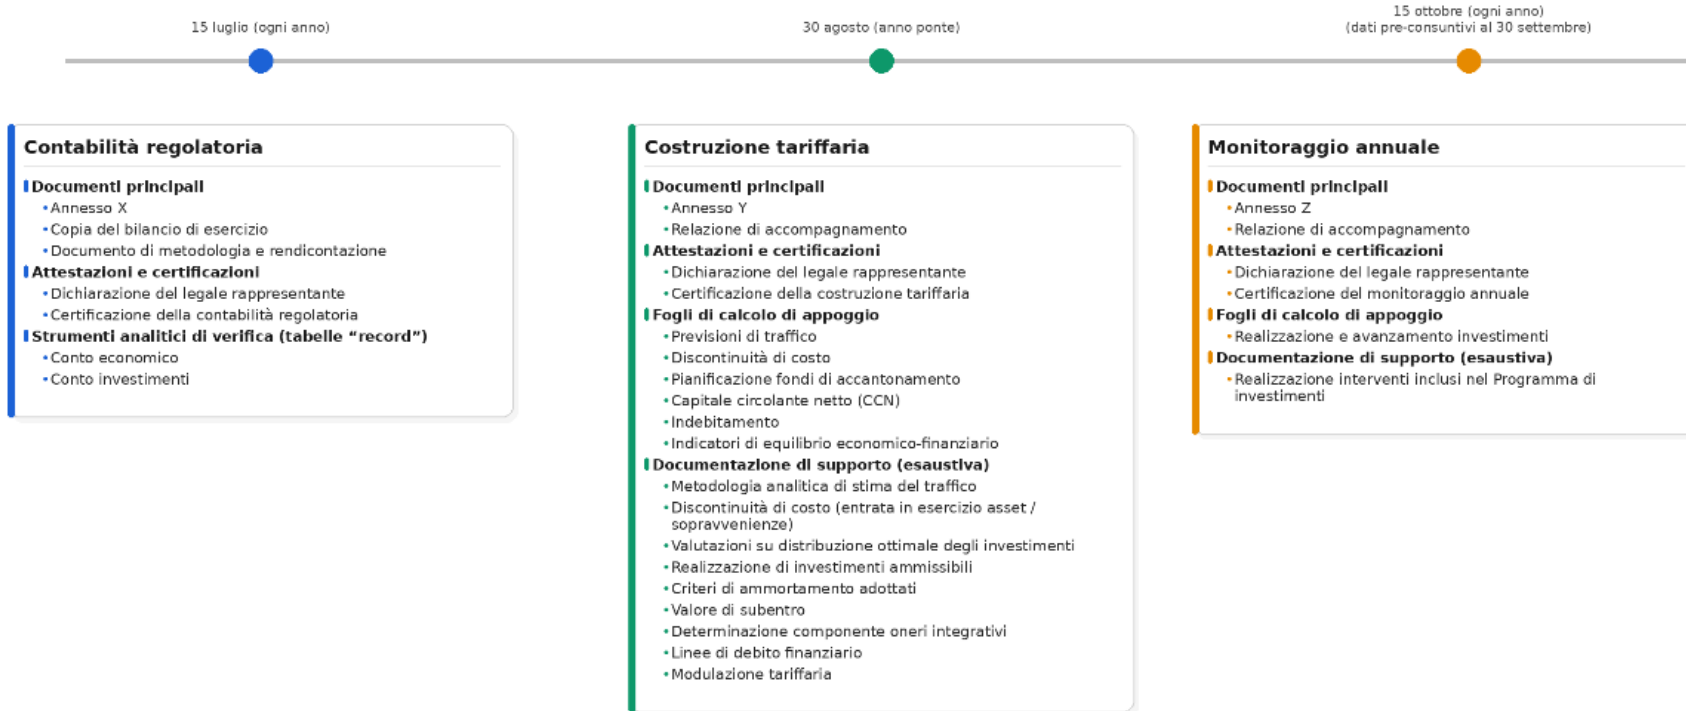 15 luglio (ogni anno)
30 agosto (anno ponte)
15 ottobre (ogni anno)
(dati pre-consuntivi al 30 settembre)
Contabilità regolatoria
Documenti principali
•Annesso X
•Copia del bilancio di esercizio
•Documento di metodologia e rendicontazione
Attestazioni e certificazioni
•Dichiarazione del legale rappresentante
•Certificazione della contabilità regolatoria
Strumenti analitici di verifica (tabelle “record”)
•Conto economico
•Conto investimenti
Costruzione tariffaria
Documenti principali
•Annesso Y
•Relazione di accompagnamento
Attestazioni e certificazioni
•Dichiarazione del legale rappresentante
•Certificazione della costruzione tariffaria
Fogli di calcolo di appoggio
•Previsioni di traffico
•Discontinuità di costo
•Pianificazione fondi di accantonamento
•Capitale circolante netto (CCN)
•Indebitamento
•Indicatori di equilibrio economico-finanziario
Documentazione di supporto (esaustiva)
•Metodologia analitica di stima del traffico
•Discontinuità di costo (entrata in esercizio asset /
sopravvenienze)
•Valutazioni su distribuzione ottimale degli investimenti
•Realizzazione di investimenti ammissibili
•Criteri di ammortamento adottati
•Valore di subentro
•Determinazione componente oneri integrativi
•Linee di debito finanziario
•Modulazione tariffaria
Monitoraggio annuale
Documenti principali
•Annesso Z
•Relazione di accompagnamento
Attestazioni e certificazioni
•Dichiarazione del legale rappresentante
•Certificazione del monitoraggio annuale
Fogli di calcolo di appoggio
•Realizzazione e avanzamento investimenti
Documentazione di supporto (esaustiva)
•Realizzazione interventi inclusi nel Programma di
investimenti